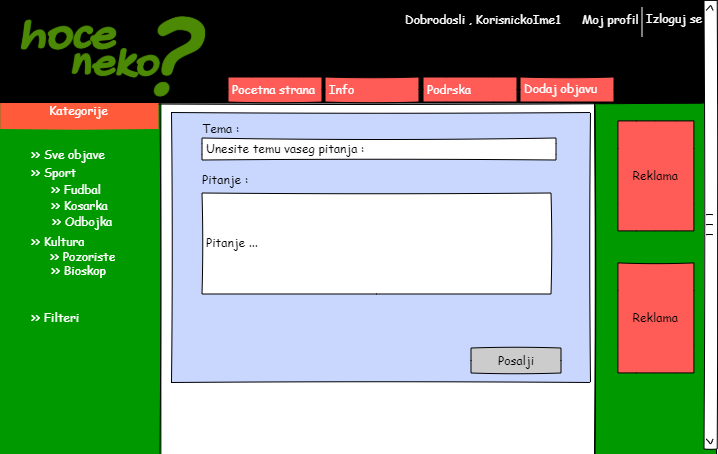 hoce
neko?
Dobrodosli , KorisnickoIme1
Moj profil
Izloguj se
Pocetna strana
Info
Podrska
Dodaj objavu
Kategorije
>> Sve objave
>> Sport
>> Fudbal
>> Kosarka
>> Odbojka
>> Kultura
>> Pozoriste
>> Bioskop
>> Filteri
Tema :
Unesite temu vaseg pitanja :
Pitanje :
Pitanje ...
Posalji
Reklama
Reklama